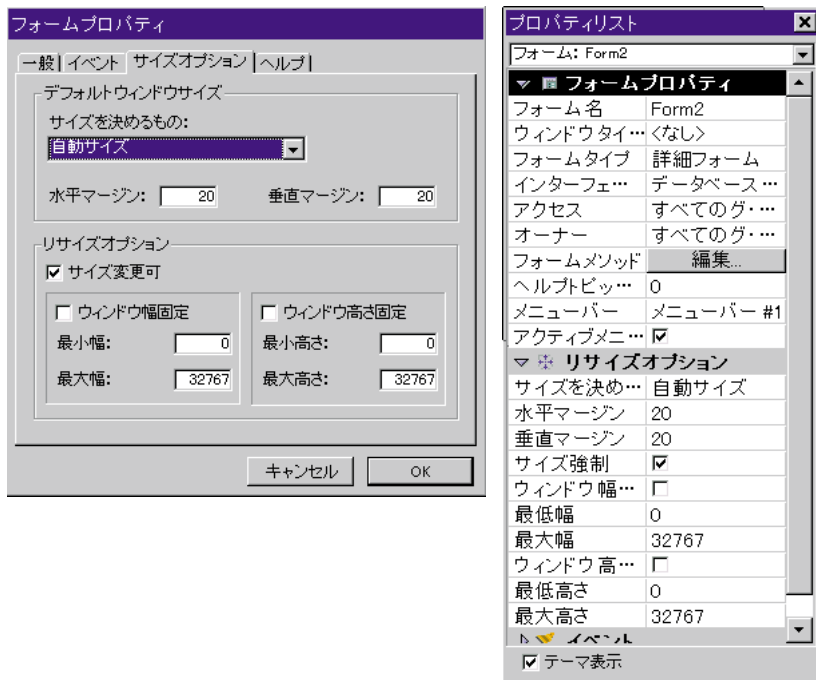 フォームプロパティ
一般 イベント サイズオプション ヘルプ
デフォルトウィンドウサイズ
サイズを決めるもの:
自動サイズ
水平マージン: 20 垂直マージン: 20
リサイズオプション
サイズ変更可
ウィンドウ幅固定 ウィンドウ高さ固定
最小幅: 0 最小高さ: 0
最大幅: 32767 最大高さ: 32767
キャンセル OK
プロパティリスト
フォーム: Form2
フォームプロパティ
フォーム名 Form2
ウィンドウタイ… <なし>
フォームタイプ 詳細フォーム
インターフェ… データベース…
アクセス すべてのグ・…
オーナー すべてのグ・…
フォームメソッド 編集...
ヘルプトピッ… 0
メニューバー メニューバー #1
アクティブメニ…
リサイズオプション
サイズを決め… 自動サイズ
水平マージン 20
垂直マージン 20
サイズ強制
ウィンドウ幅…
最低幅 0
最大幅 32767
ウィンドウ高…
最低高さ 0
最大高さ 32767
イベント
テーマ表示